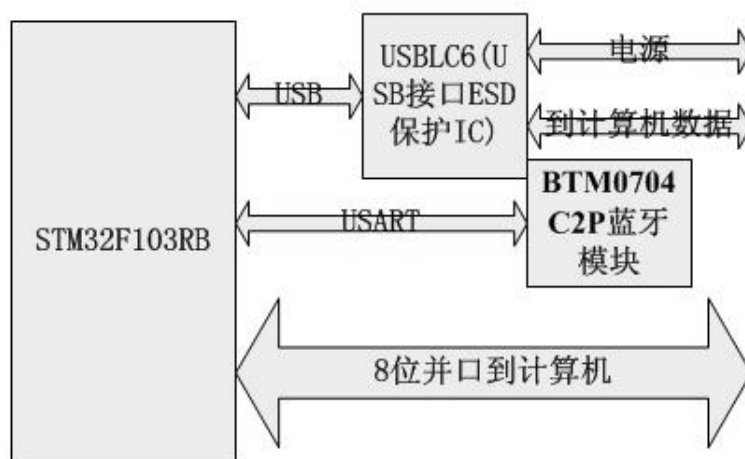 USBLC6(U
SB接口ESD
保护IC)
电源
USB
到计算机数据
BTM0704
C2P蓝牙
模块
USART
STM32F103RB
8位并口到计算机